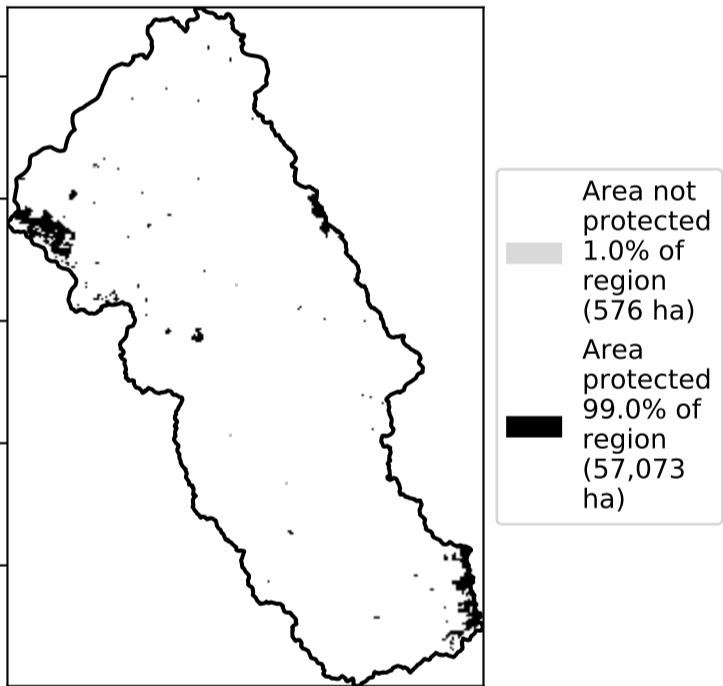 Area not
protected
1.0% of
region
(576 ha)
Area
protected
99.0% of
region
(57,073
ha)